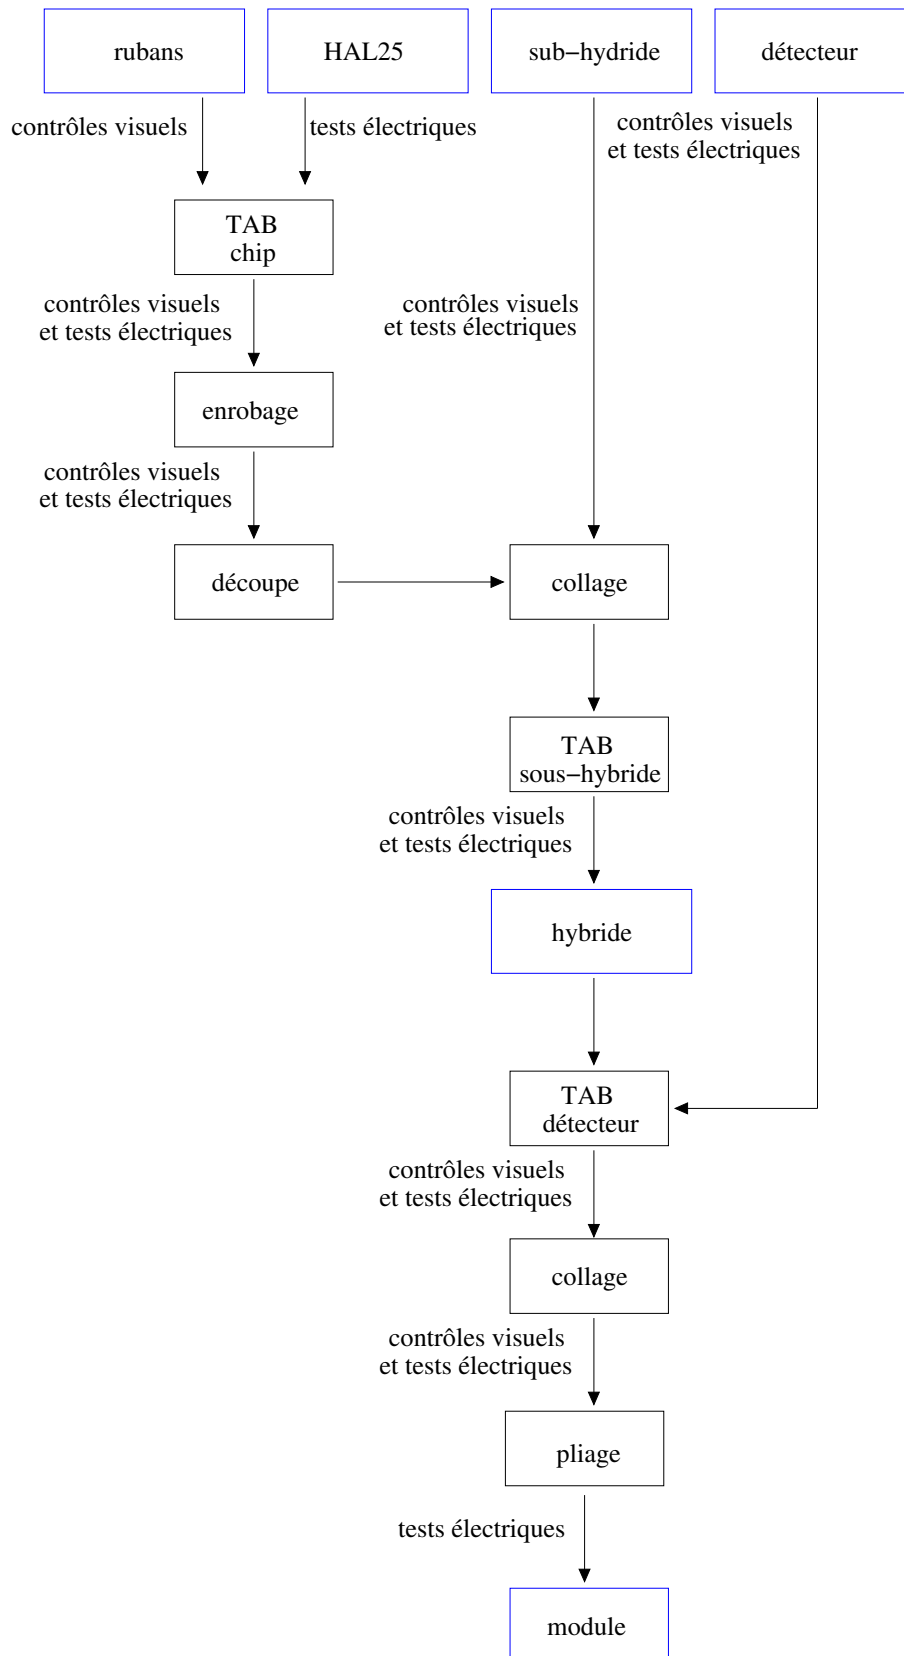 rubans
HAL25
sub−hydride
détecteur
contrôles visuels
tests électriques
contrôles visuels
et tests électriques
TAB
chip
contrôles visuels
et tests électriques
contrôles visuels
et tests électriques
enrobage
contrôles visuels
et tests électriques
découpe
collage
TAB
sous−hybride
contrôles visuels
et tests électriques
hybride
TAB
détecteur
contrôles visuels
et tests électriques
collage
contrôles visuels
et tests électriques
pliage
tests électriques
module